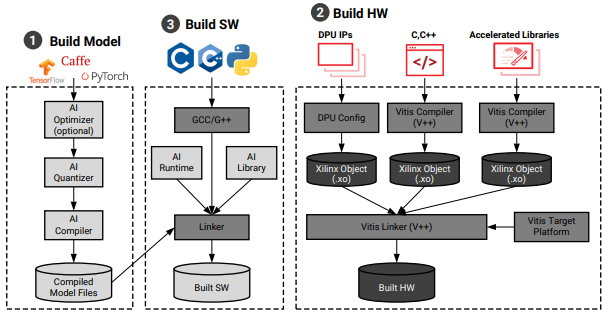 1 Build Model
Caffe
TensorFlow
PyTorch
AI
Optimizer
(optional)
AI
Quantizer
AI
Compiler
Compiled
Model Files
3 Build SW
C
C++
GCC/G++
AI
Runtime
AI
Library
Linker
Built SW
2 Build HW
DPU IPs
C,C++
Accelerated Libraries
</>
DPU Config
Vitis Compiler
(V++)
Vitis Compiler
(V++)
Xilinx Object
(.xo)
Xilinx Object
(.xo)
Xilinx Object
(.xo)
Vitis Linker (V++)
Vitis Target
Platform
Built HW